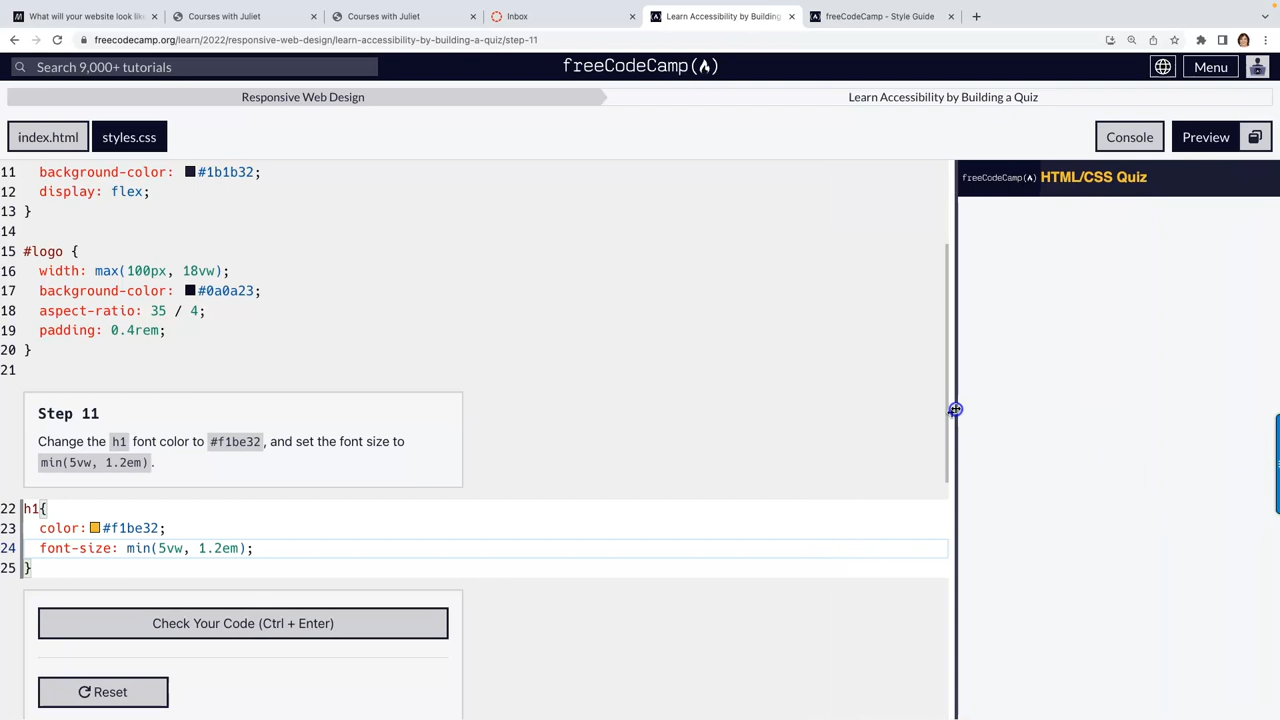 What will your website look lik
Courses with Juliet
Courses with Juliet
Inbox
Learn Accessibility by Building
freeCodeCamp - Style Guide
freecodecamp.org/learn/2022/responsive-web-design/learn-accessibility-by-building-a-quiz/step-11
Search 9,000+ tutorials
freeCodeCamp
Menu
Responsive Web Design
Learn Accessibility by Building a Quiz
index.html
styles.css
Console
Preview
11 background-color: #1b1b32;
12 display: flex;
13 }
14
15 #logo {
16 width: max(100px, 18vw);
17 background-color: #0a0a23;
18 aspect-ratio: 35 / 4;
19 padding: 0.4rem;
20 }
21
Step 11
Change the h1 font color to #f1be32, and set the font size to
min(5vw, 1.2em).
22 h1{
23 color: #f1be32;
24 font-size: min(5vw, 1.2em);
25 }
Check Your Code (Ctrl + Enter)
Reset
freeCodeCamp HTML/CSS Quiz